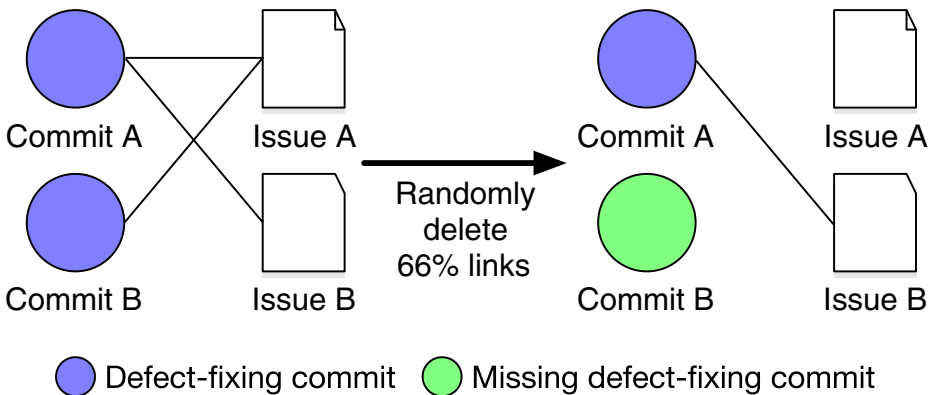 Commit A
Issue A
Commit A
Issue A
Randomly
delete
66% links
Commit B
Issue B
Commit B
Issue B
Defect-fixing commit
Missing defect-fixing commit